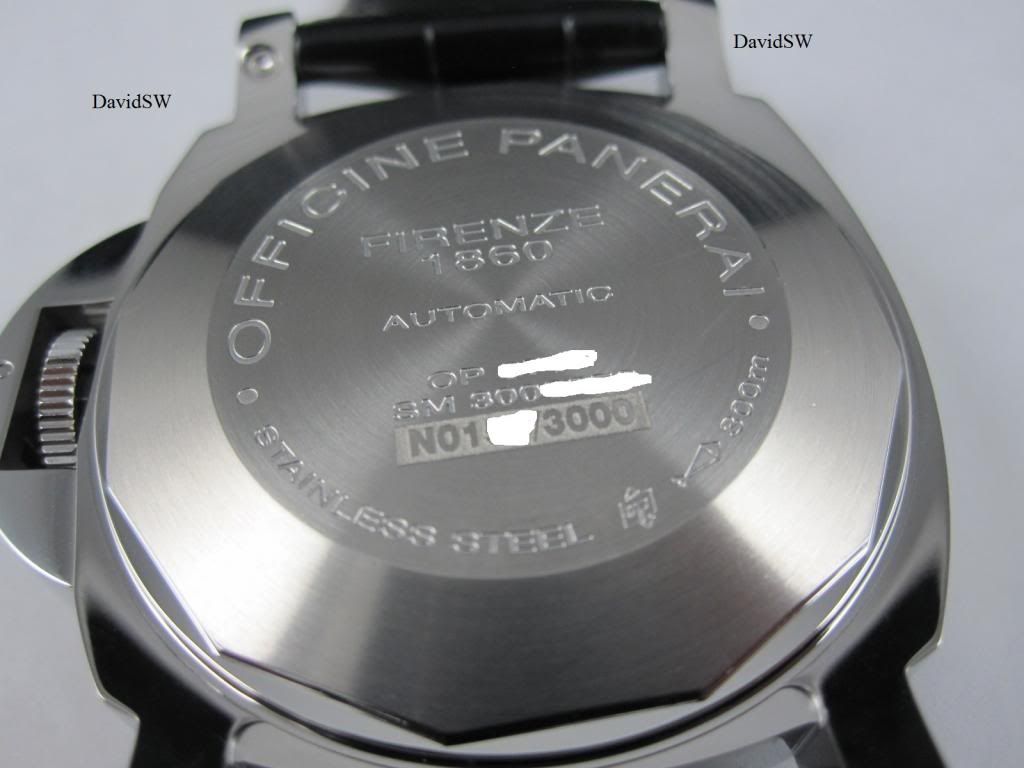 DavidSW
DavidSW
OFFICINE PANERAI
FIRENZE
1860
AUTOMATIC
OP
SM 300
N01 /3000
300m
STAINLESS STEEL